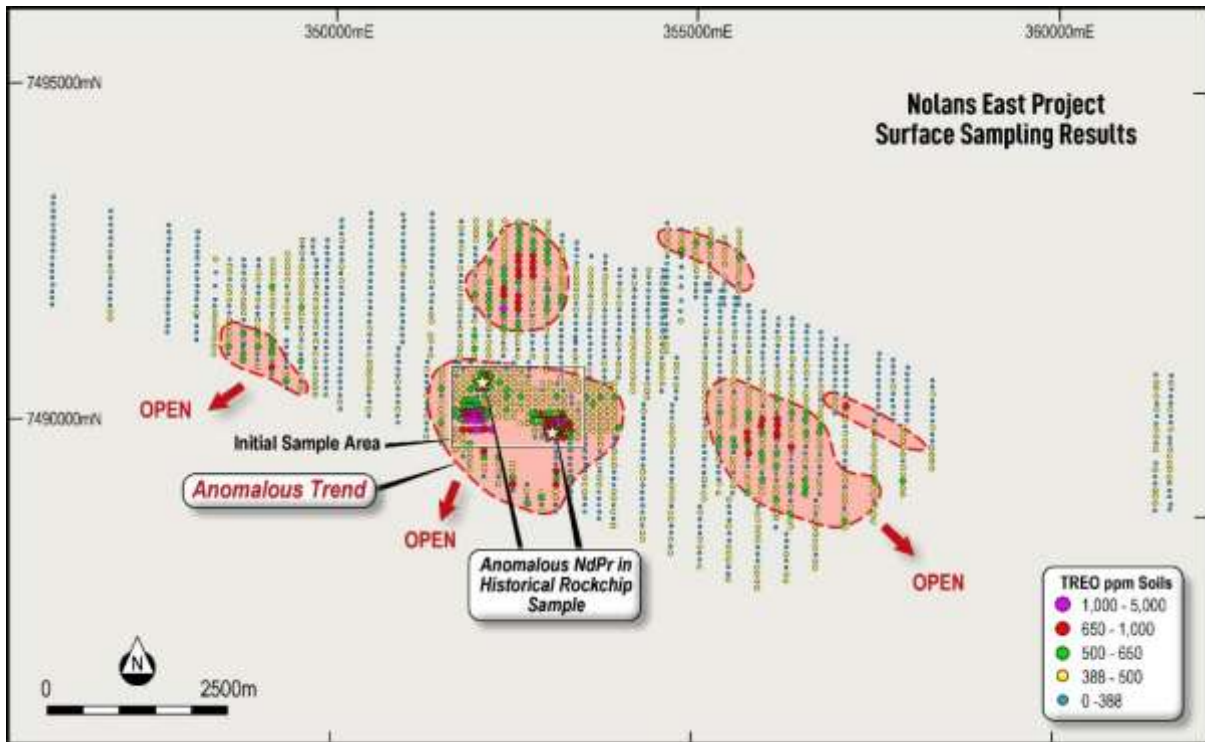 350000mE
355000mE
360000mE
7495000mN
Nolans East Project
Surface Sampling Results
OPEN
7490000mN
Initial Sample Area
Anomalous Trend
OPEN
Anomalous NdPr in
Historical Rockchip
Sample
OPEN
TREO ppm Soils
1,000 - 5,000
650 - 1,000
500 - 650
388 - 500
0 -388
N
0 2500m